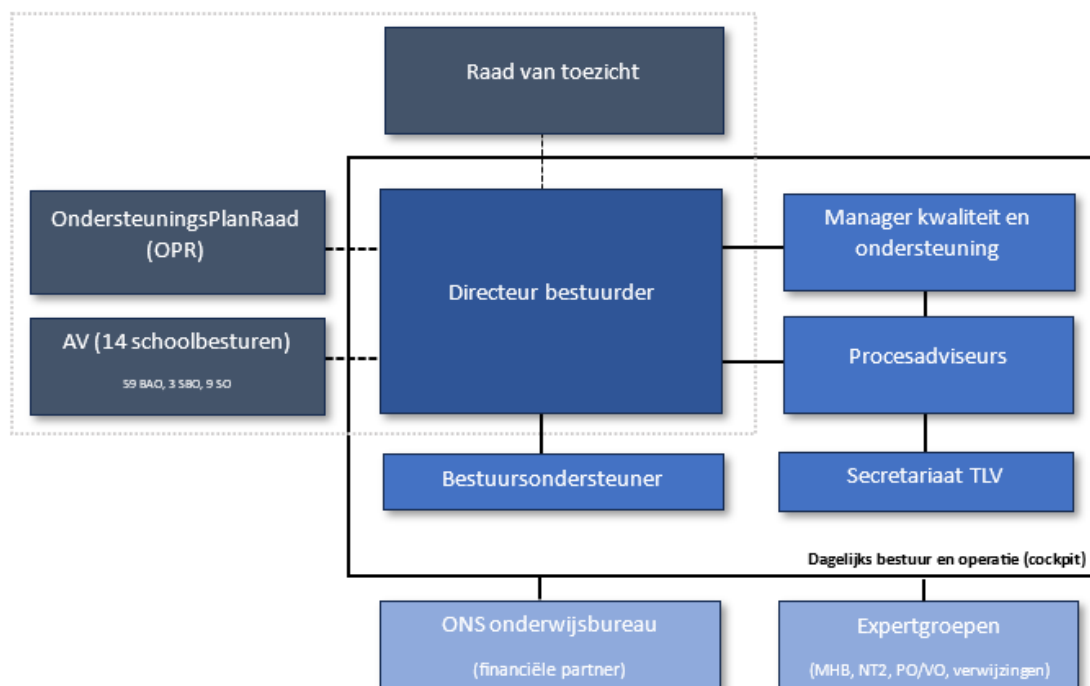 Raad van toezicht
OndersteuningsPlanRaad
(OPR)
AV (14 schoolbesturen)
59 BAO, 3 SBO, 9 SO
Directeur bestuurder
Manager kwaliteit en
ondersteuning
Procesadviseurs
Bestuursondersteuner
Secretariaat TLV
Dagelijks bestuur en operatie (cockpit)
ONS onderwijsbureau
(financiële partner)
Expertgroepen
(MHB, NT2, PO/VO, verwijzingen)